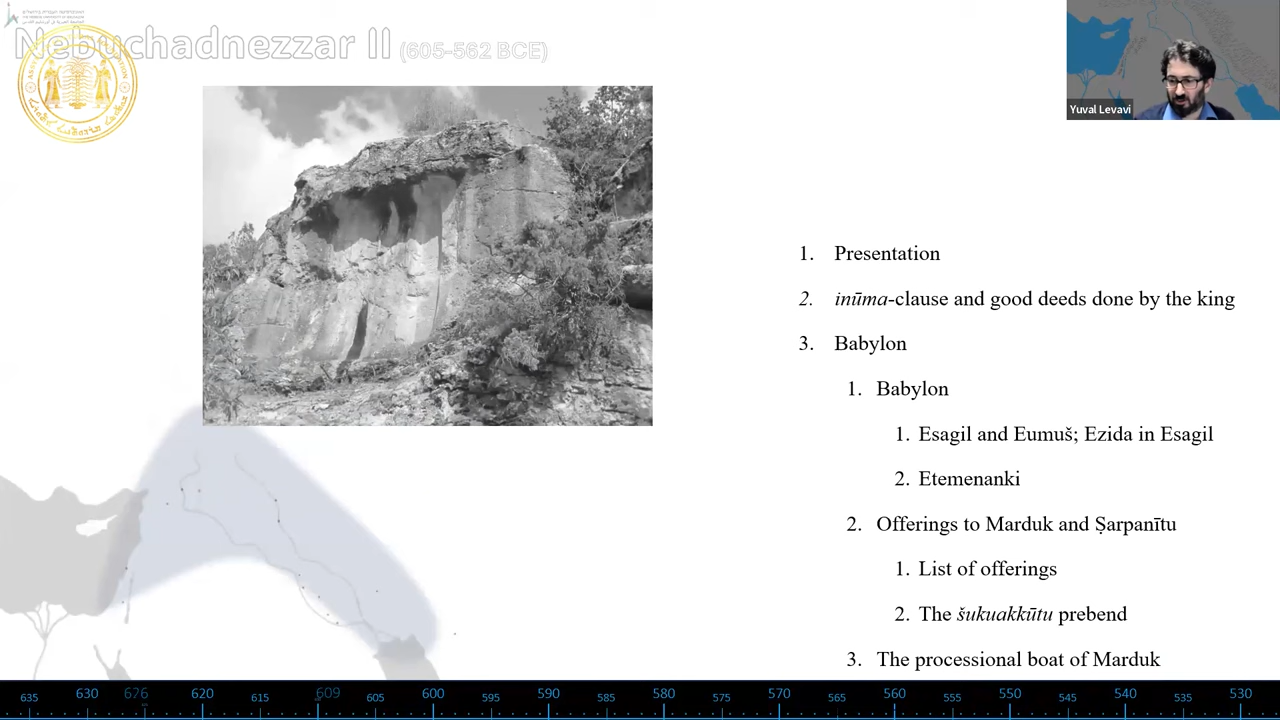 Nebuchadnezzar II (605-562 BCE)
Yuval Levavi
1. Presentation
2. inūma-clause and good deeds done by the king
3. Babylon
1. Babylon
1. Esagil and Eumuš; Ezida in Esagil
2. Etemenanki
2. Offerings to Marduk and Ṣarpanītu
1. List of offerings
2. The šukuakkūtu prebend
3. The processional boat of Marduk
635 630 626 620 615 609 605 600 595 590 585 580 575 570 565 560 555 550 545 540 535 530